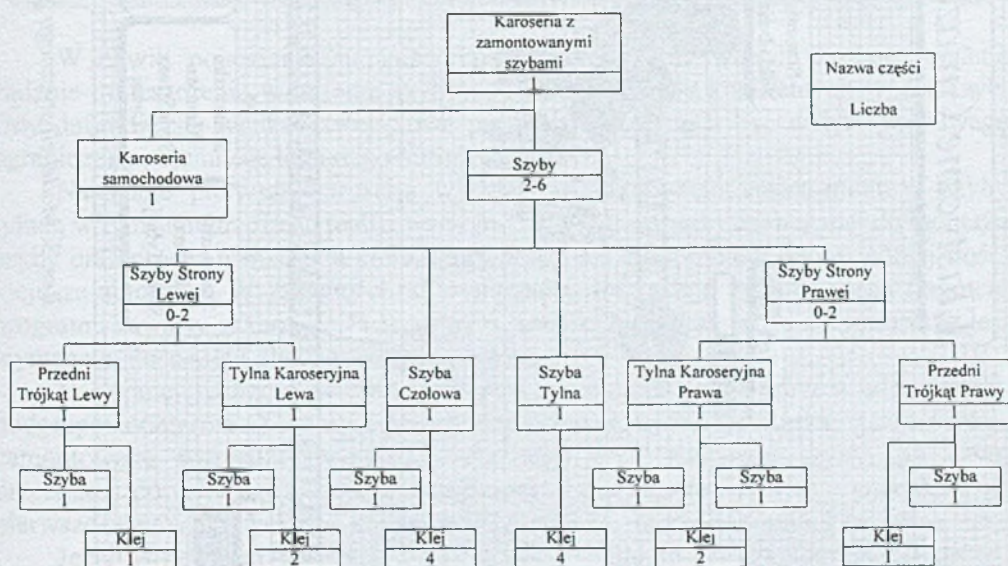 Karoseria z
zamontowanymi
szybami
1
Nazwa części
Liczba
Karoseria
samochodowa
1
Szyby
2-6
Szyby Strony
Lewej
0-2
Szyby Strony
Prawej
0-2
Przedni
Trójkąt Lewy
1
Tylna Karoseryjna
Lewa
1
Szyba
Czołowa
1
Szyba
Tylna
1
Tylna Karoseryjna
Prawa
1
Przedni
Trójkąt Prawy
1
Szyba
1
Szyba
1
Szyba
1
Szyba
1
Szyba
1
Szyba
1
Klej
1
Klej
2
Klej
4
Klej
4
Klej
2
Klej
1